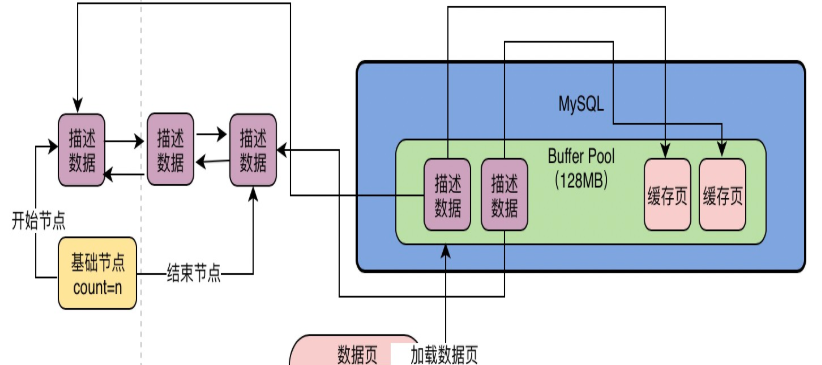 MySQL
Buffer Pool
（128MB）
描述
数据
描述
数据
描述
数据
描述
数据
描述
数据
缓存页
缓存页
开始节点
基础节点
count=n
结束节点
数据页
加载数据页